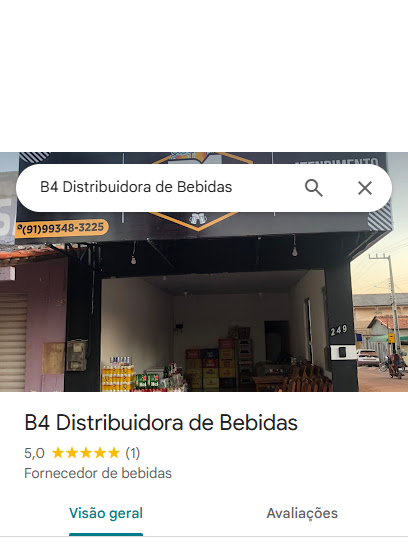 ATENDIMENTO
B4 Distribuidora de Bebidas
(91)99348-3225
249
B4 Distribuidora de Bebidas
5,0 ★★★★★ (1)
Fornecedor de bebidas
Visão geral
Avaliações